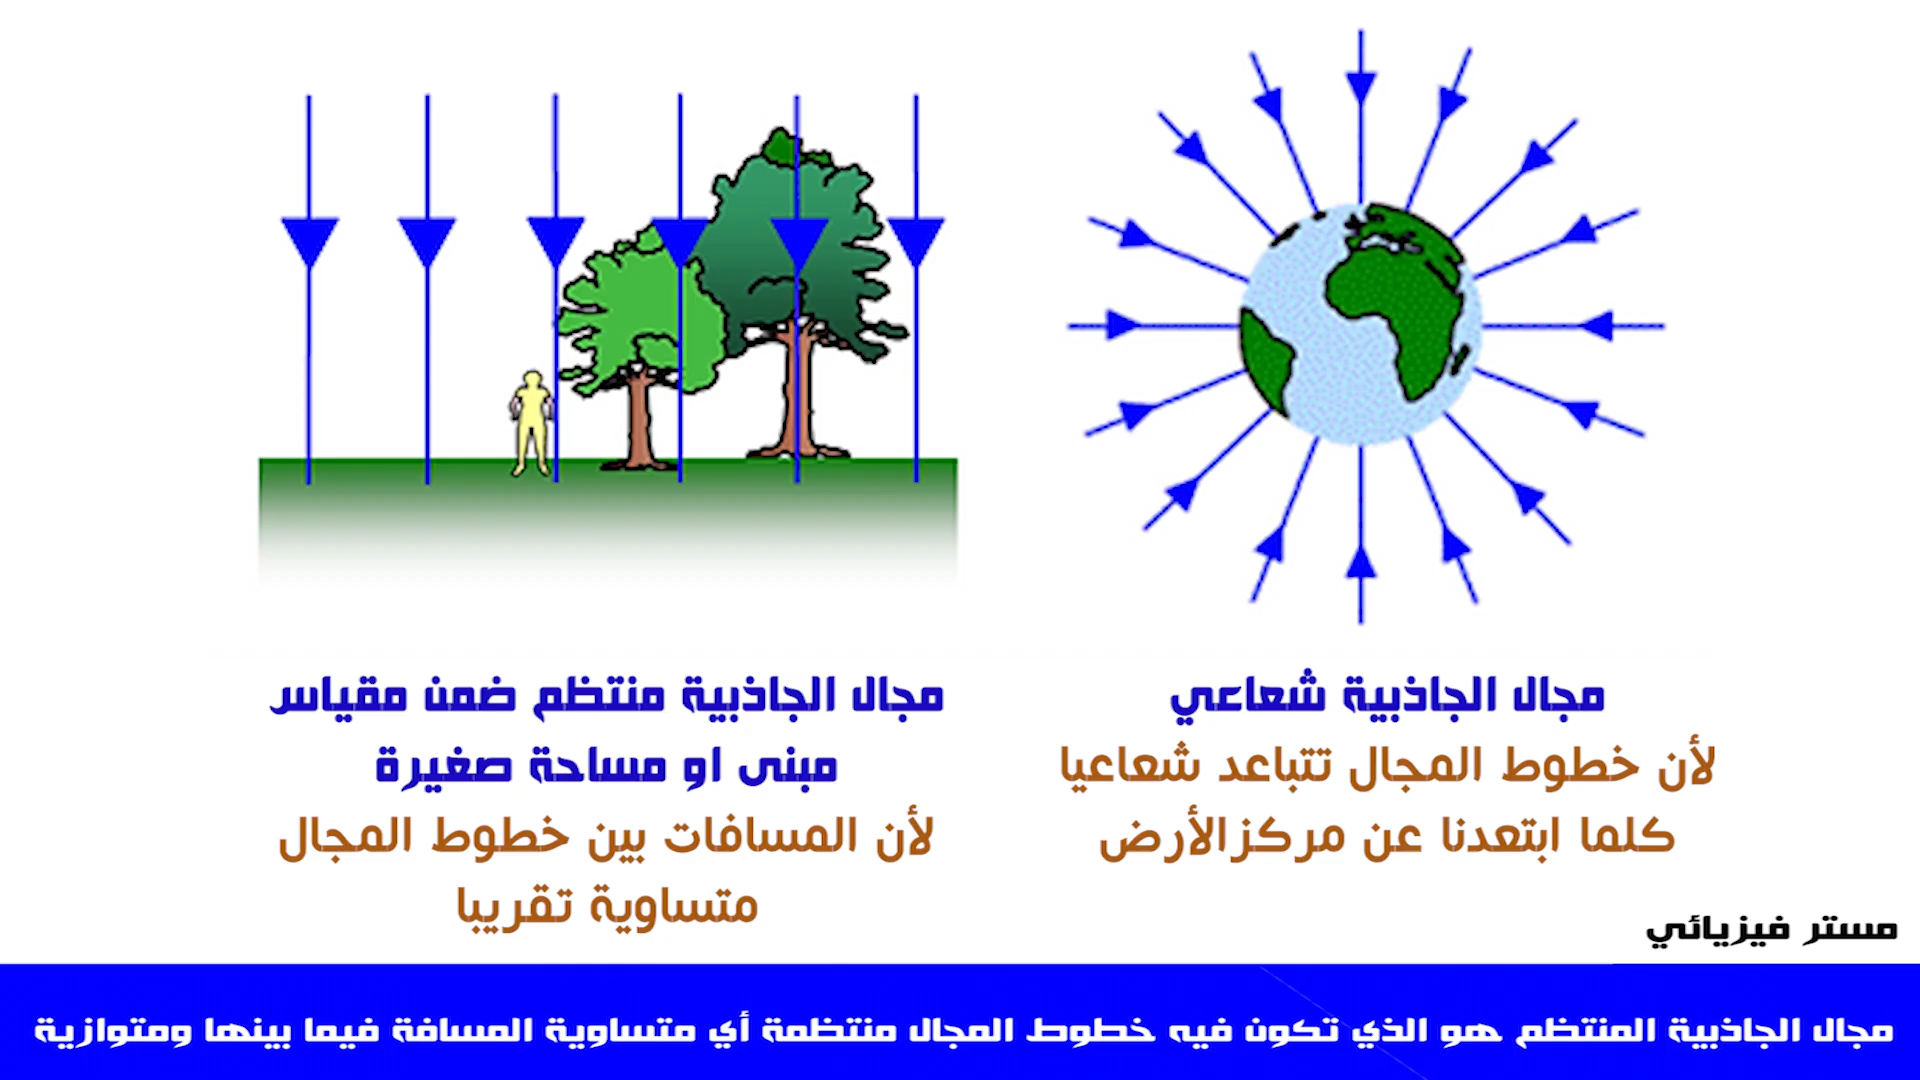 مجال الجاذبية شعاعي
لأن خطوط المجال تتباعد شعاعيا
كلما ابتعدنا عن مركز الأرض
مجال الجاذبية منتظم ضمن مقياس
مبنى او مساحة صغيرة
لأن المسافات بين خطوط المجال
متساوية تقريبا
مستر فيزيائي
مجال الجاذبية المنتظم هو الذي تكون فيه خطوط المجال منتظمة أي متساوية المسافة فيما بينها ومتوازية